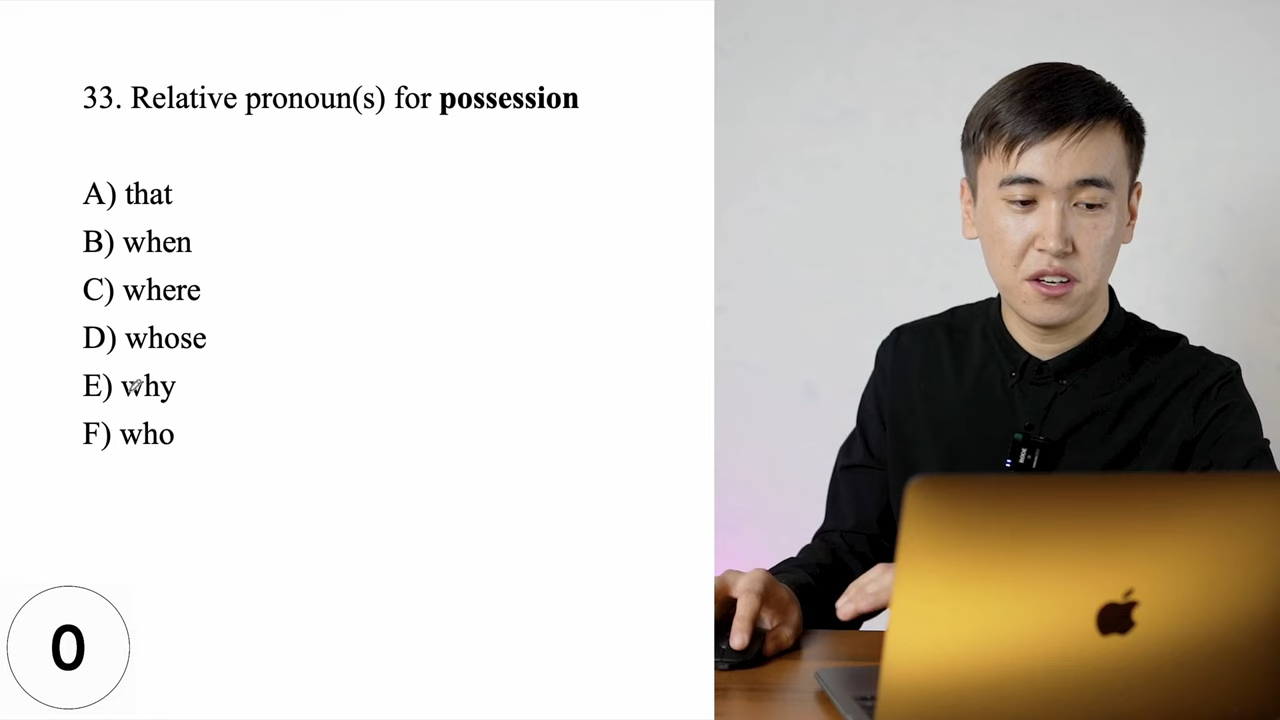 33. Relative pronoun(s) for possession
A) that
B) when
C) where
D) whose
E) why
F) who
0